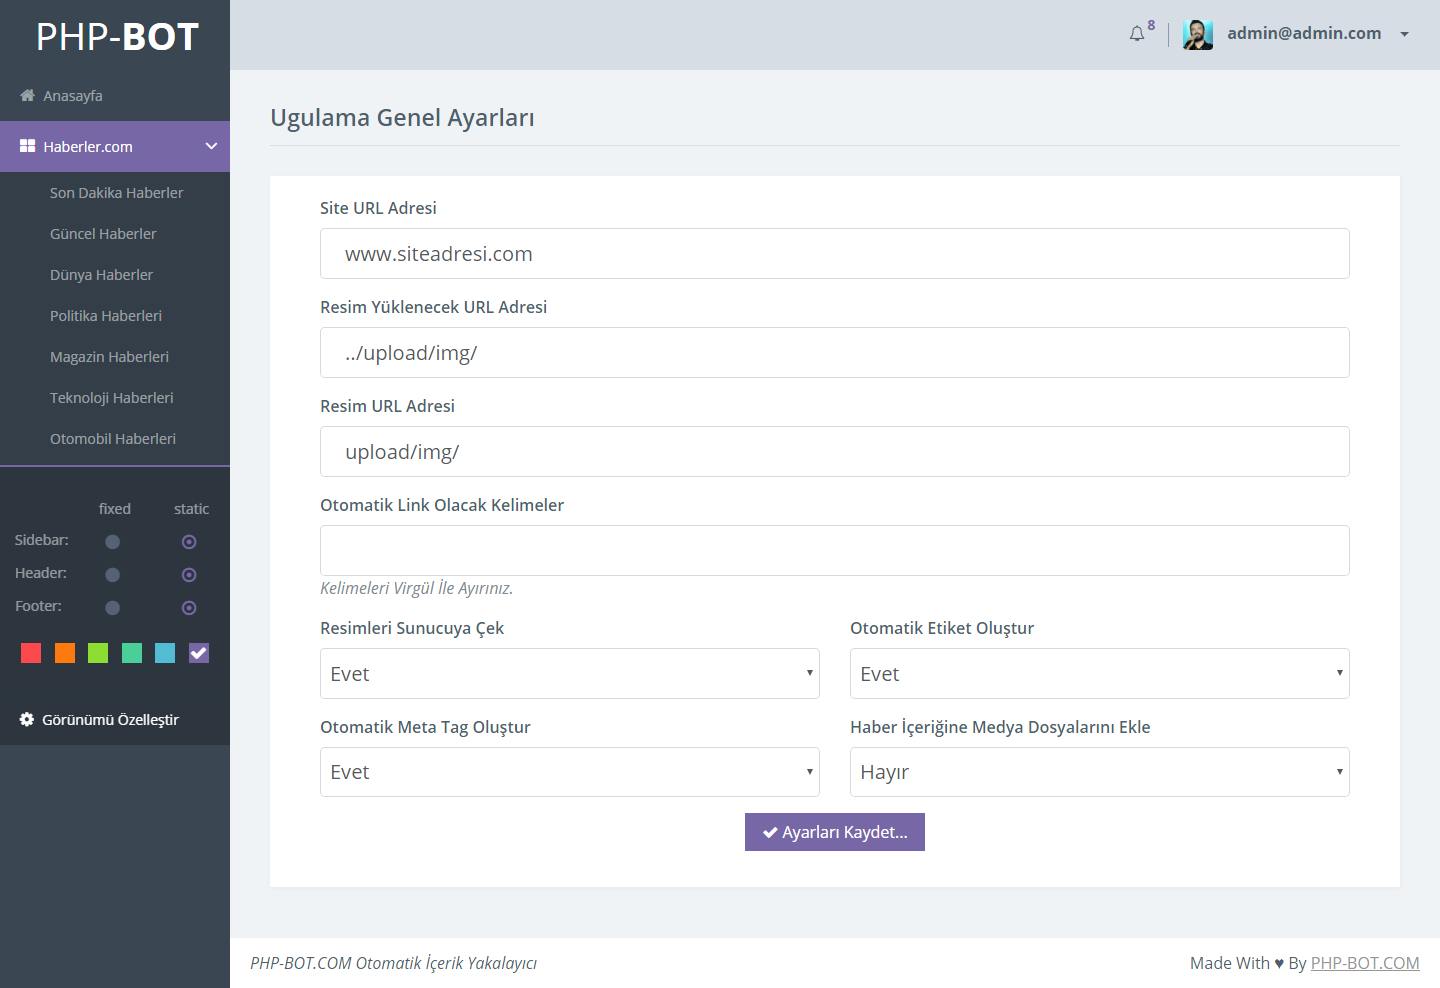 PHP-BOT
8
admin@admin.com
Anasayfa
Haberler.com
Son Dakika Haberler
Güncel Haberler
Dünya Haberler
Politika Haberleri
Magazin Haberleri
Teknoloji Haberleri
Otomobil Haberleri
fixed static
Sidebar:
Header:
Footer:
Görünümü Özelleştir
Ugulama Genel Ayarları
Site URL Adresi
www.siteadresi.com
Resim Yüklenecek URL Adresi
../upload/img/
Resim URL Adresi
upload/img/
Otomatik Link Olacak Kelimeler
Kelimeleri Virgül İle Ayırınız.
Resimleri Sunucuya Çek
Evet
Otomatik Etiket Oluştur
Evet
Otomatik Meta Tag Oluştur
Evet
Haber İçeriğine Medya Dosyalarını Ekle
Hayır
Ayarları Kaydet...
PHP-BOT.COM Otomatik İçerik Yakalayıcı
Made With ♥ By PHP-BOT.COM